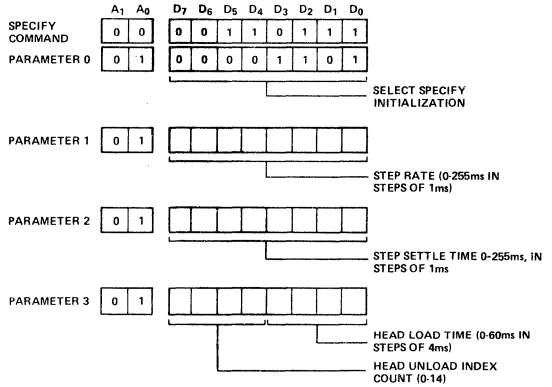 A1 A0 D7 D6 D5 D4 D3 D2 D1 D0
SPECIFY
COMMAND
0 0 0 0 1 1 0 1 1 1
PARAMETER 0 0 1 0 0 0 0 1 1 0 1
SELECT SPECIFY
INITIALIZATION
PARAMETER 1 0 1
STEP RATE (0-255ms IN
STEPS OF 1ms)
PARAMETER 2 0 1
STEP SETTLE TIME 0-255ms, IN
STEPS OF 1ms
PARAMETER 3 0 1
HEAD LOAD TIME (0-60ms IN
STEPS OF 4ms)
HEAD UNLOAD INDEX
COUNT (0-14)